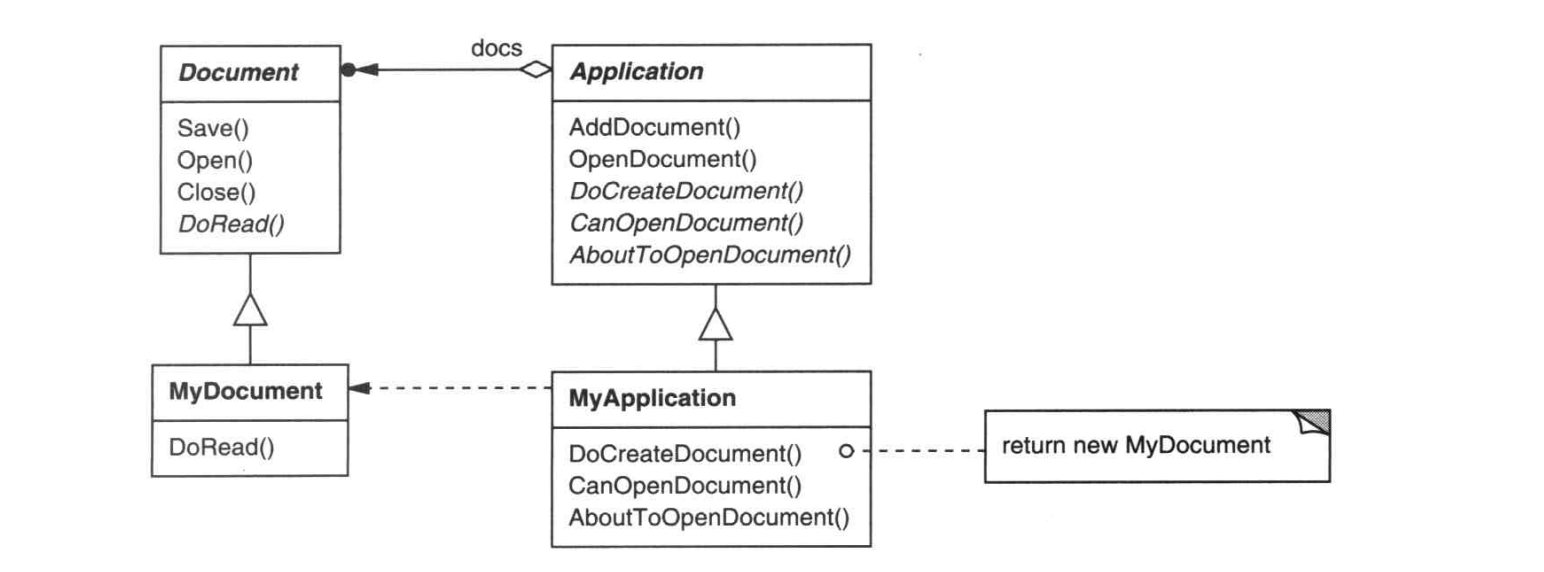 docs
Document
Save()
Open()
Close()
DoRead()
Application
AddDocument()
OpenDocument()
DoCreateDocument()
CanOpenDocument()
AboutToOpenDocument()
MyDocument
DoRead()
MyApplication
DoCreateDocument()
CanOpenDocument()
AboutToOpenDocument()
return new MyDocument